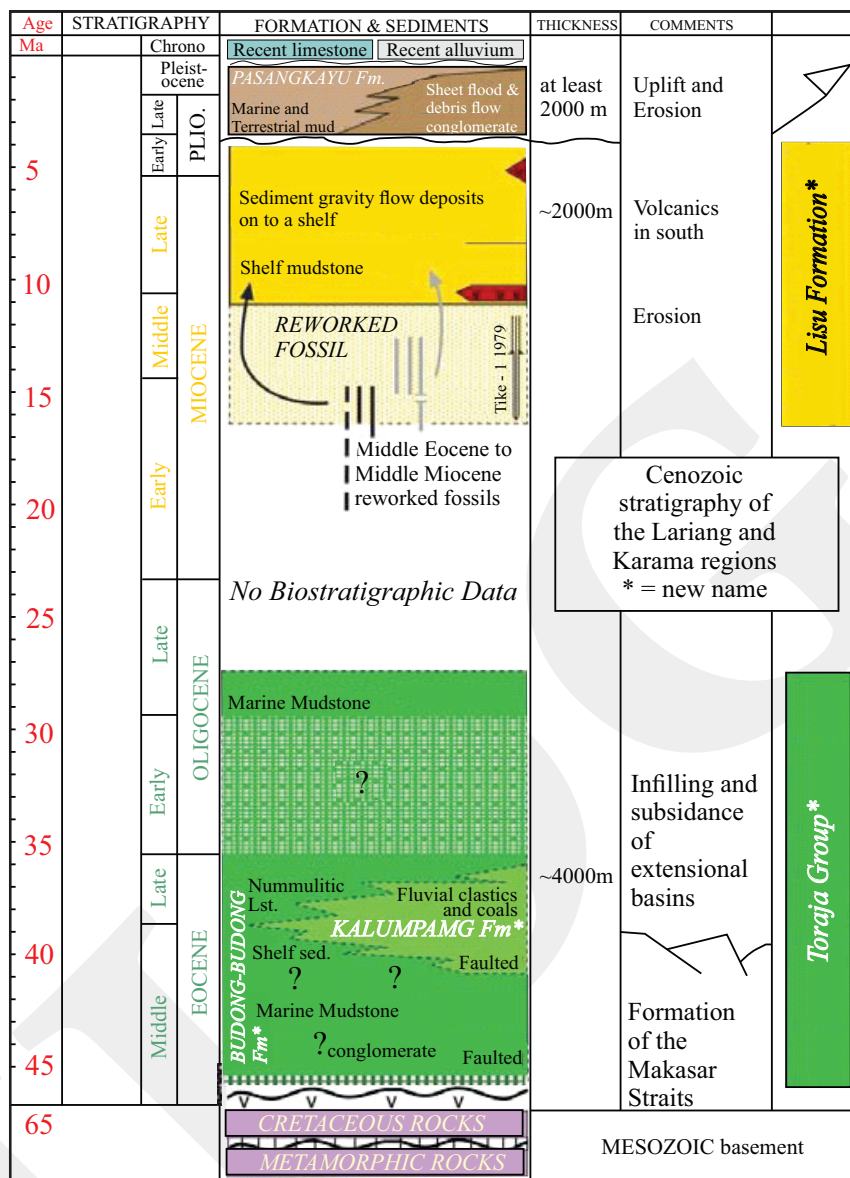 Age
STRATIGRAPHY
FORMATION & SEDIMENTS
THICKNESS
COMMENTS
Ma
Chrono
Recent limestone
Recent alluvium
Pleist-
ocene
PASANGKAYU Fm.
Marine and
Terrestrial mud
Sheet flood &
debris flow
conglomerate
at least
2000 m
Uplift and
Erosion
Late
Early
PLIO.
5
Sediment gravity flow deposits
on to a shelf
~2000m
Volcanics
in south
Lisu Formation*
Late
10
Shelf mudstone
Erosion
Middle
MIOCENE
REWORKED
FOSSIL
Tike - 1 1979
15
Middle Eocene to
Middle Miocene
reworked fossils
Early
20
Cenozoic
stratigraphy of
the Lariang and
Karama regions
* = new name
No Biostratigraphic Data
25
Late
OLIGOCENE
Marine Mudstone
30
?
Early
Infilling and
subsidance
of
extensional
basins
35
~4000m
Toraja Group*
Late
EOCENE
Nummulitic
Lst.
Fluvial clastics
and coals
KALUMPAMG Fm*
BUDONG-BUDONG
Fm*
40
Shelf sed.
Faulted
? ?
Middle
Marine Mudstone
? conglomerate
Faulted
Formation
of the
Makasar
Straits
45
V V V V
65
CRETACEOUS ROCKS
METAMORPHIC ROCKS
MESOZOIC basement